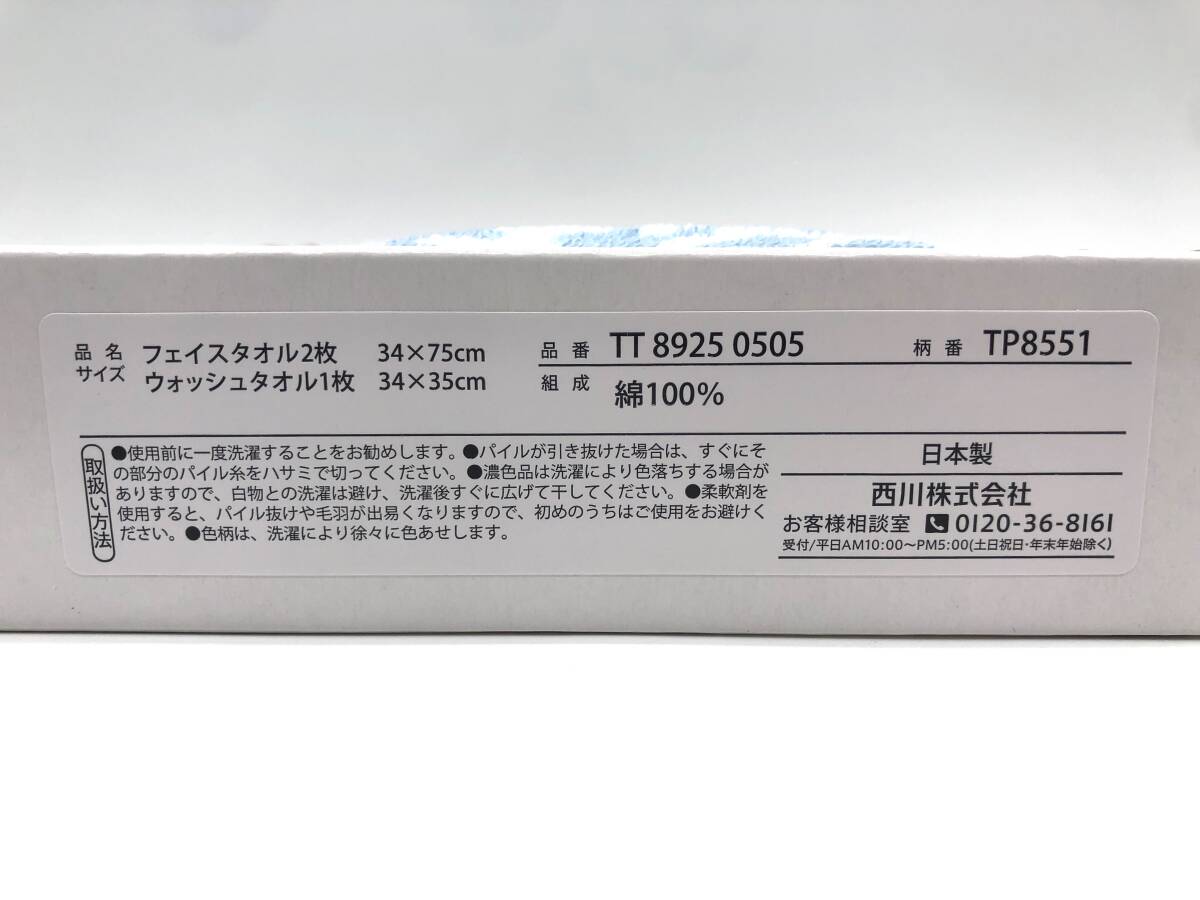 品名 フェイスタオル2枚 34×75cm
サイズ ウォッシュタオル1枚 34×35cm
品番 TT 8925 0505 柄番 TP8551
組成 綿100%
取扱い方法
●使用前に一度洗濯することをお勧めします。●パイルが引き抜けた場合は、すぐにそ
の部分のパイル糸をハサミで切ってください。●濃色品は洗濯により色落ちする場合が
ありますので、白物との洗濯は避け、洗濯後すぐに広げて干してください。●柔軟剤を
使用すると、パイル抜けや毛羽が出易くなりますので、初めのうちはご使用をお避けく
ださい。●色柄は、洗濯により徐々に色あせします。
日本製
西川株式会社
お客様相談室 0120-36-8161
受付/平日AM10:00～PM5:00(土日祝日・年末年始除く)